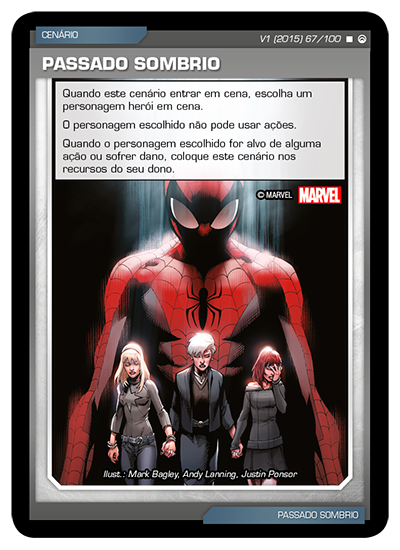 CENÁRIO
V1 (2015) 67/100
PASSADO SOMBRIO
Quando este cenário entrar em cena, escolha um
personagem herói em cena.
O personagem escolhido não pode usar ações.
Quando o personagem escolhido for alvo de alguma
ação ou sofrer dano, coloque este cenário nos
recursos do seu dono.
© MARVEL MARVEL
Ilust.: Mark Bagley, Andy Lanning, Justin Ponsor
PASSADO SOMBRIO